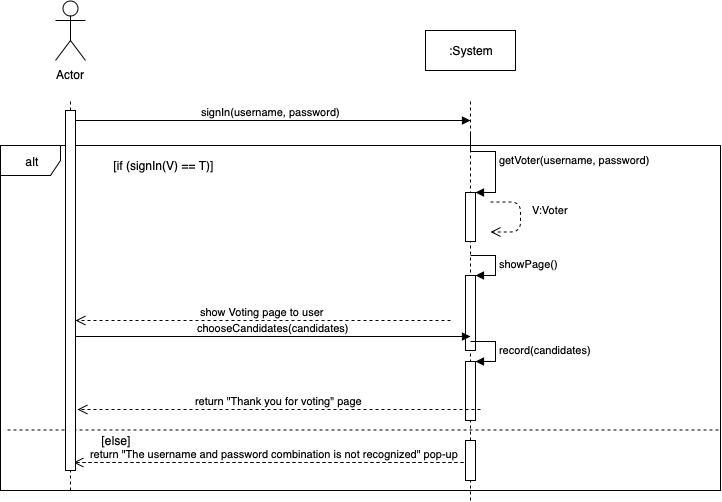 :System
Actor
signIn(username, password)
alt
[if (signIn(V) == T)]
getVoter(username, password)
V:Voter
showPage()
show Voting page to user
chooseCandidates(candidates)
record(candidates)
return "Thank you for voting" page
[else]
return "The username and password combination is not recognized" pop-up